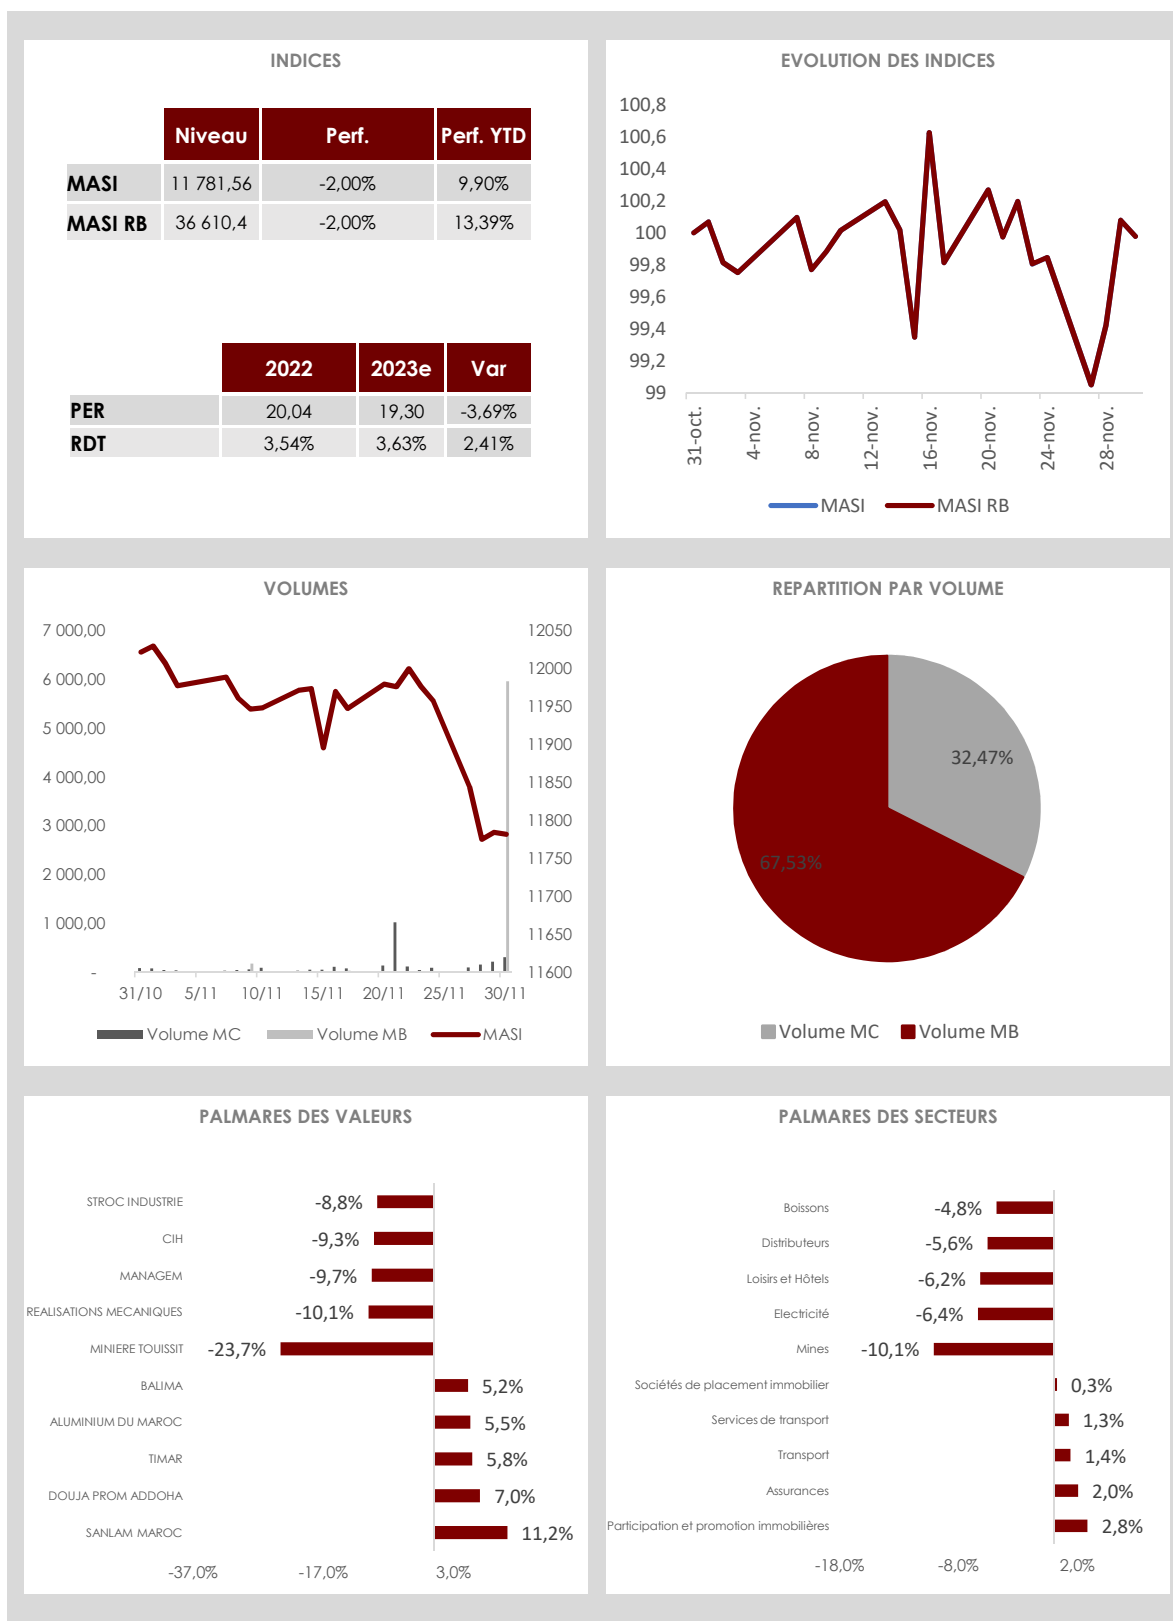 INDICES
Niveau Perf. Perf. YTD
MASI 11 781,56 -2,00% 9,90%
MASI RB 36 610,4 -2,00% 13,39%
2022 2023e Var
PER 20,04 19,30 -3,69%
RDT 3,54% 3,63% 2,41%
EVOLUTION DES INDICES
100,8
100,6
100,4
100,2
100
99,8
99,6
99,4
99,2
99
31-oct. 4-nov. 8-nov. 12-nov. 16-nov. 20-nov. 24-nov. 28-nov.
MASI MASI RB
VOLUMES
7 000,00
6 000,00
5 000,00
4 000,00
3 000,00
2 000,00
1 000,00
-
12050
12000
11950
11900
11850
11800
11750
11700
11650
11600
31/10 5/11 10/11 15/11 20/11 25/11 30/11
Volume MC Volume MB MASI
REPARTITION PAR VOLUME
32,47%
67,53%
Volume MC Volume MB
PALMARES DES VALEURS
STROC INDUSTRIE -8,8%
CIH -9,3%
MANAGEM -9,7%
REALISATIONS MECANIQUES -10,1%
MINIERE TOUISSIT -23,7%
BALIMA 5,2%
ALUMINIUM DU MAROC 5,5%
TIMAR 5,8%
DOUJA PROM ADDOHA 7,0%
SANLAM MAROC 11,2%
-37,0% -17,0% 3,0%
PALMARES DES SECTEURS
Boissons -4,8%
Distributeurs -5,6%
Loisirs et Hôtels -6,2%
Electricité -6,4%
Mines -10,1%
Sociétés de placement immobilier 0,3%
Services de transport 1,3%
Transport 1,4%
Assurances 2,0%
Participation et promotion immobilières 2,8%
-18,0% -8,0% 2,0%